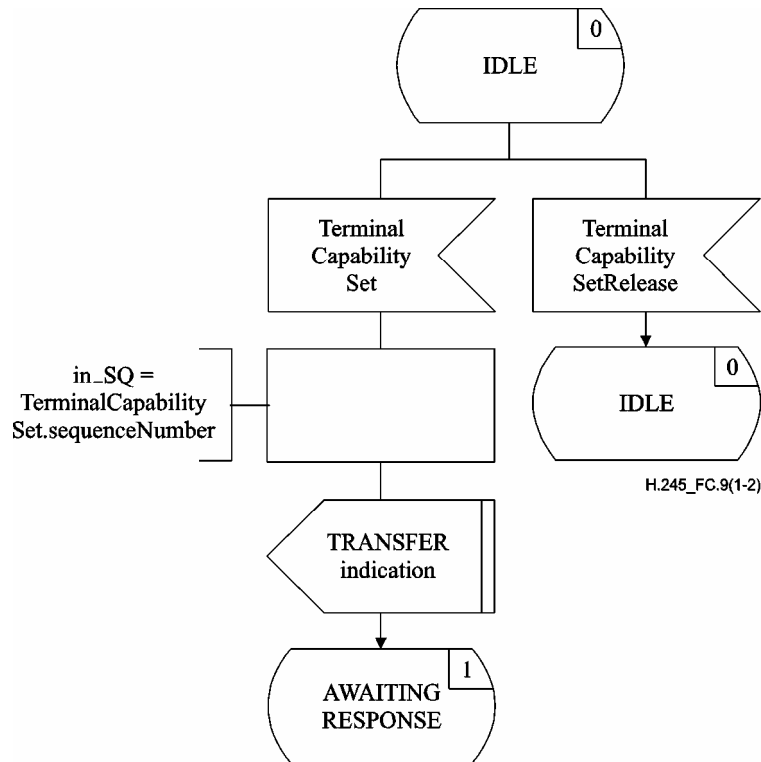 0
IDLE
Terminal
Capability
Set
Terminal
Capability
SetRelease
in_SQ =
TerminalCapability
Set.sequenceNumber
0
IDLE
H.245_FC.9(1-2)
TRANSFER
indication
1
AWAITING
RESPONSE